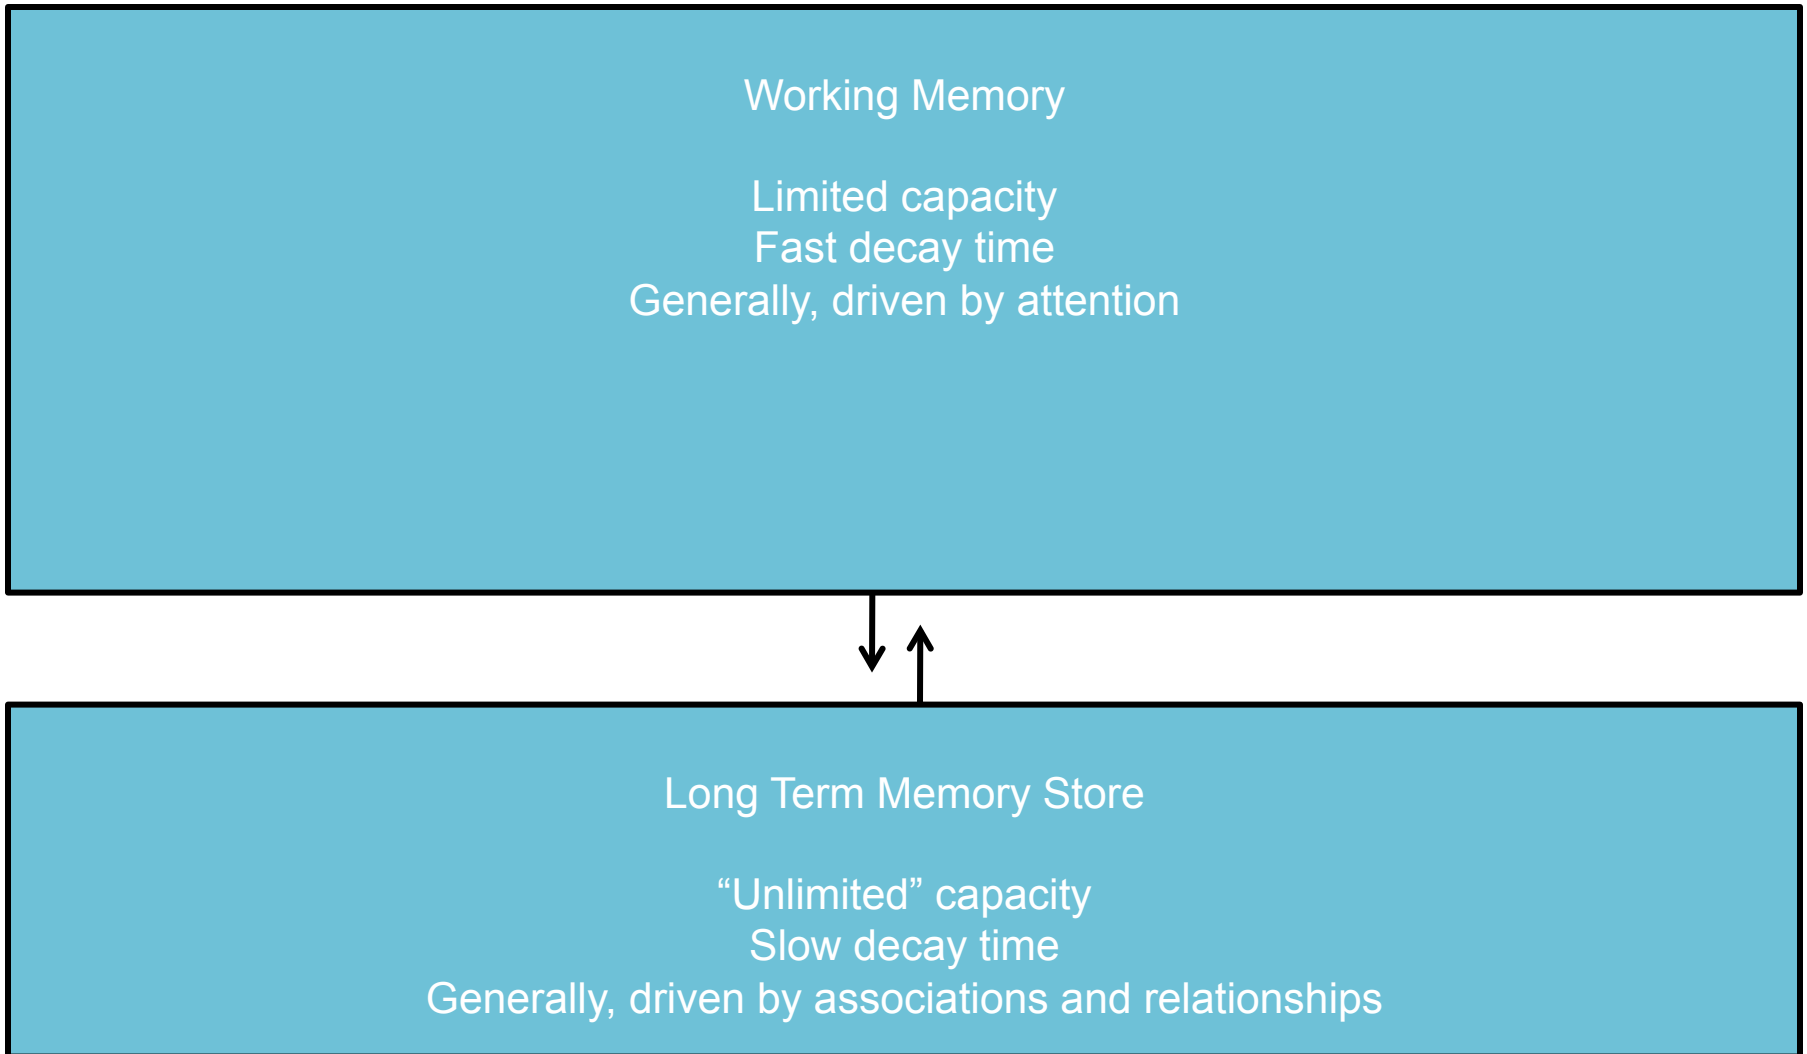 Working Memory
Limited capacity
Fast decay time
Generally, driven by attention
Long Term Memory Store
“Unlimited” capacity
Slow decay time
Generally, driven by associations and relationships